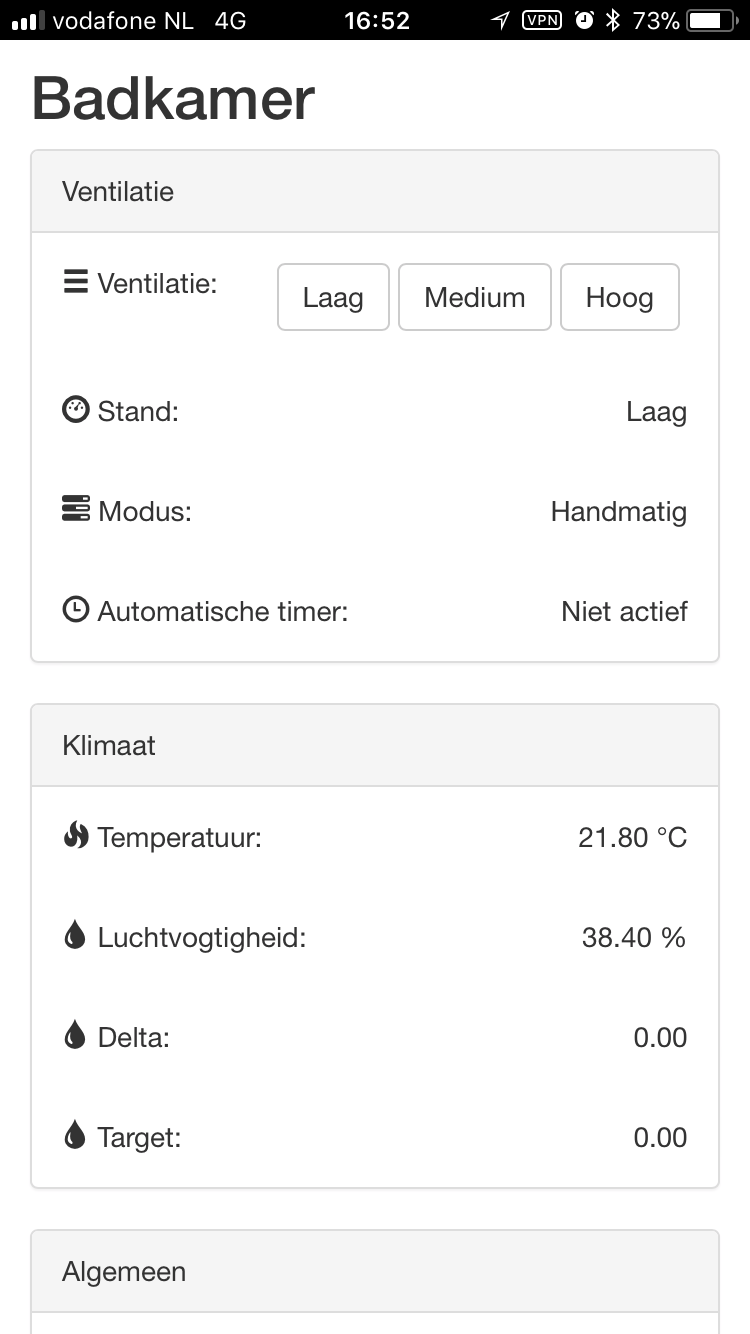 vodafone NL 4G 16:52 VPN 73%
Badkamer
Ventilatie
Ventilatie: Laag Medium Hoog
Stand: Laag
Modus: Handmatig
Automatische timer: Niet actief
Klimaat
Temperatuur: 21.80 °C
Luchtvogtigheid: 38.40 %
Delta: 0.00
Target: 0.00
Algemeen